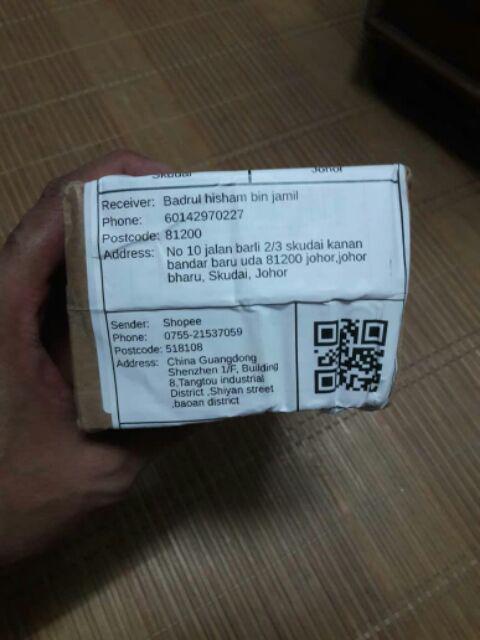 Skudai Johor
Receiver: Badrul hisham bin jamil
Phone: 60142970227
Postcode: 81200
Address: No 10 jalan barli 2/3 skudai kanan
bandar baru uda 81200 johor,johor
bharu, Skudai, Johor
Sender: Shopee
Phone: 0755-21537059
Postcode: 518108
Address: China Guangdong
Shenzhen 1/F, Building
8,Tangtou industrial
District ,Shiyan street
,baoan district